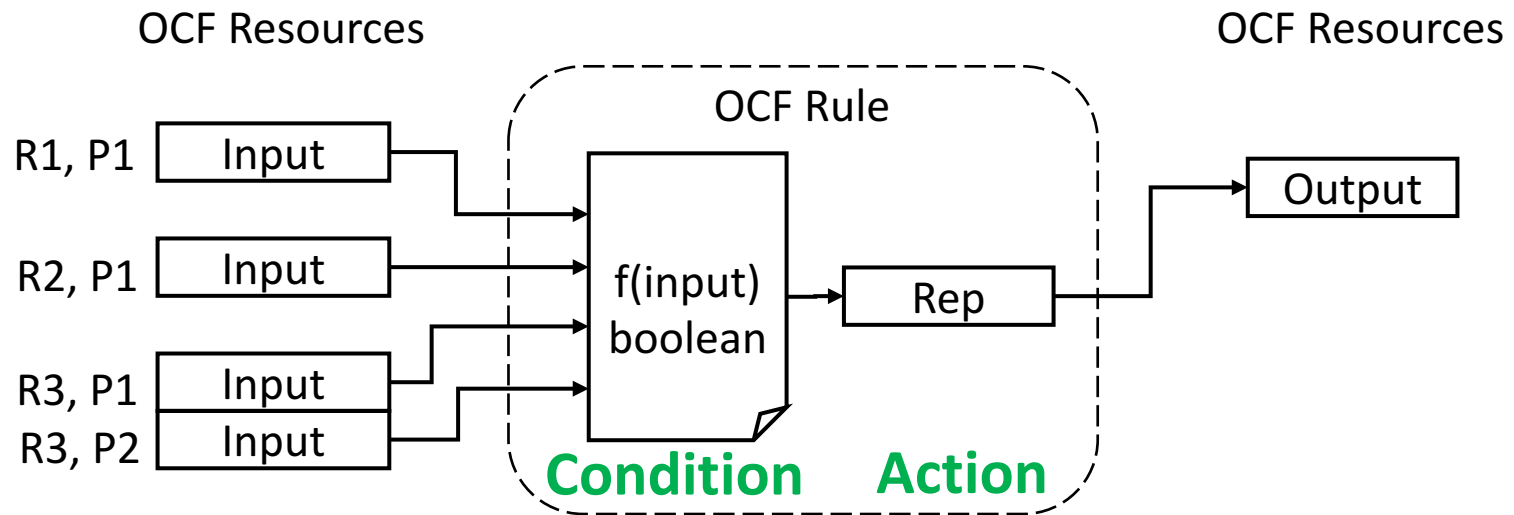 OCF Resources
OCF Resources
OCF Rule
R1, P1
Input
Output
R2, P1
Input
f(input)
boolean
Rep
R3, P1
Input
R3, P2
Input
Condition
Action